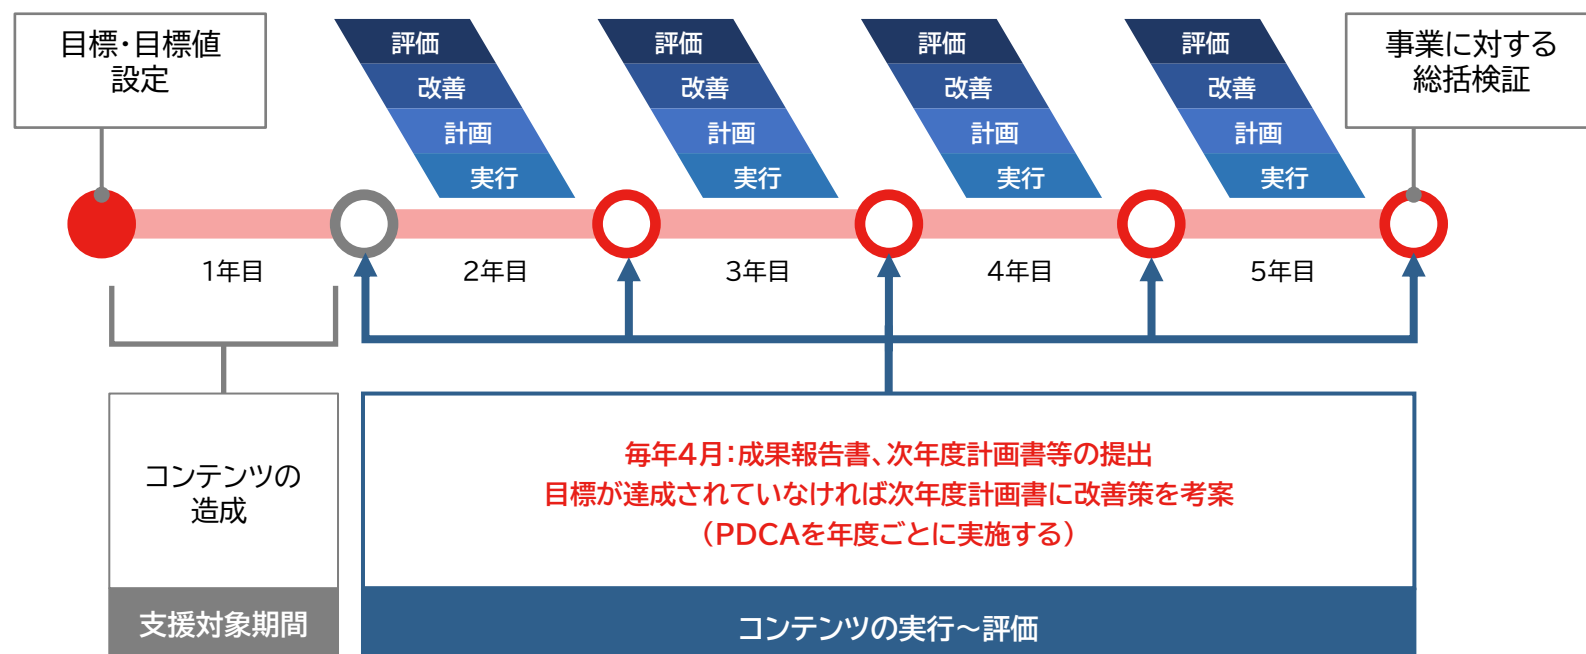 目標・目標値
設定
評価
改善
計画
実行
評価
改善
計画
実行
評価
改善
計画
実行
評価
改善
計画
実行
事業に対する
総括検証
1年目
2年目
3年目
4年目
5年目
コンテンツの
造成
支援対象期間
毎年4月：成果報告書、次年度計画書等の提出
目標が達成されていなければ次年度計画書に改善策を考案
（PDCAを年度ごとに実施する）
コンテンツの実行～評価